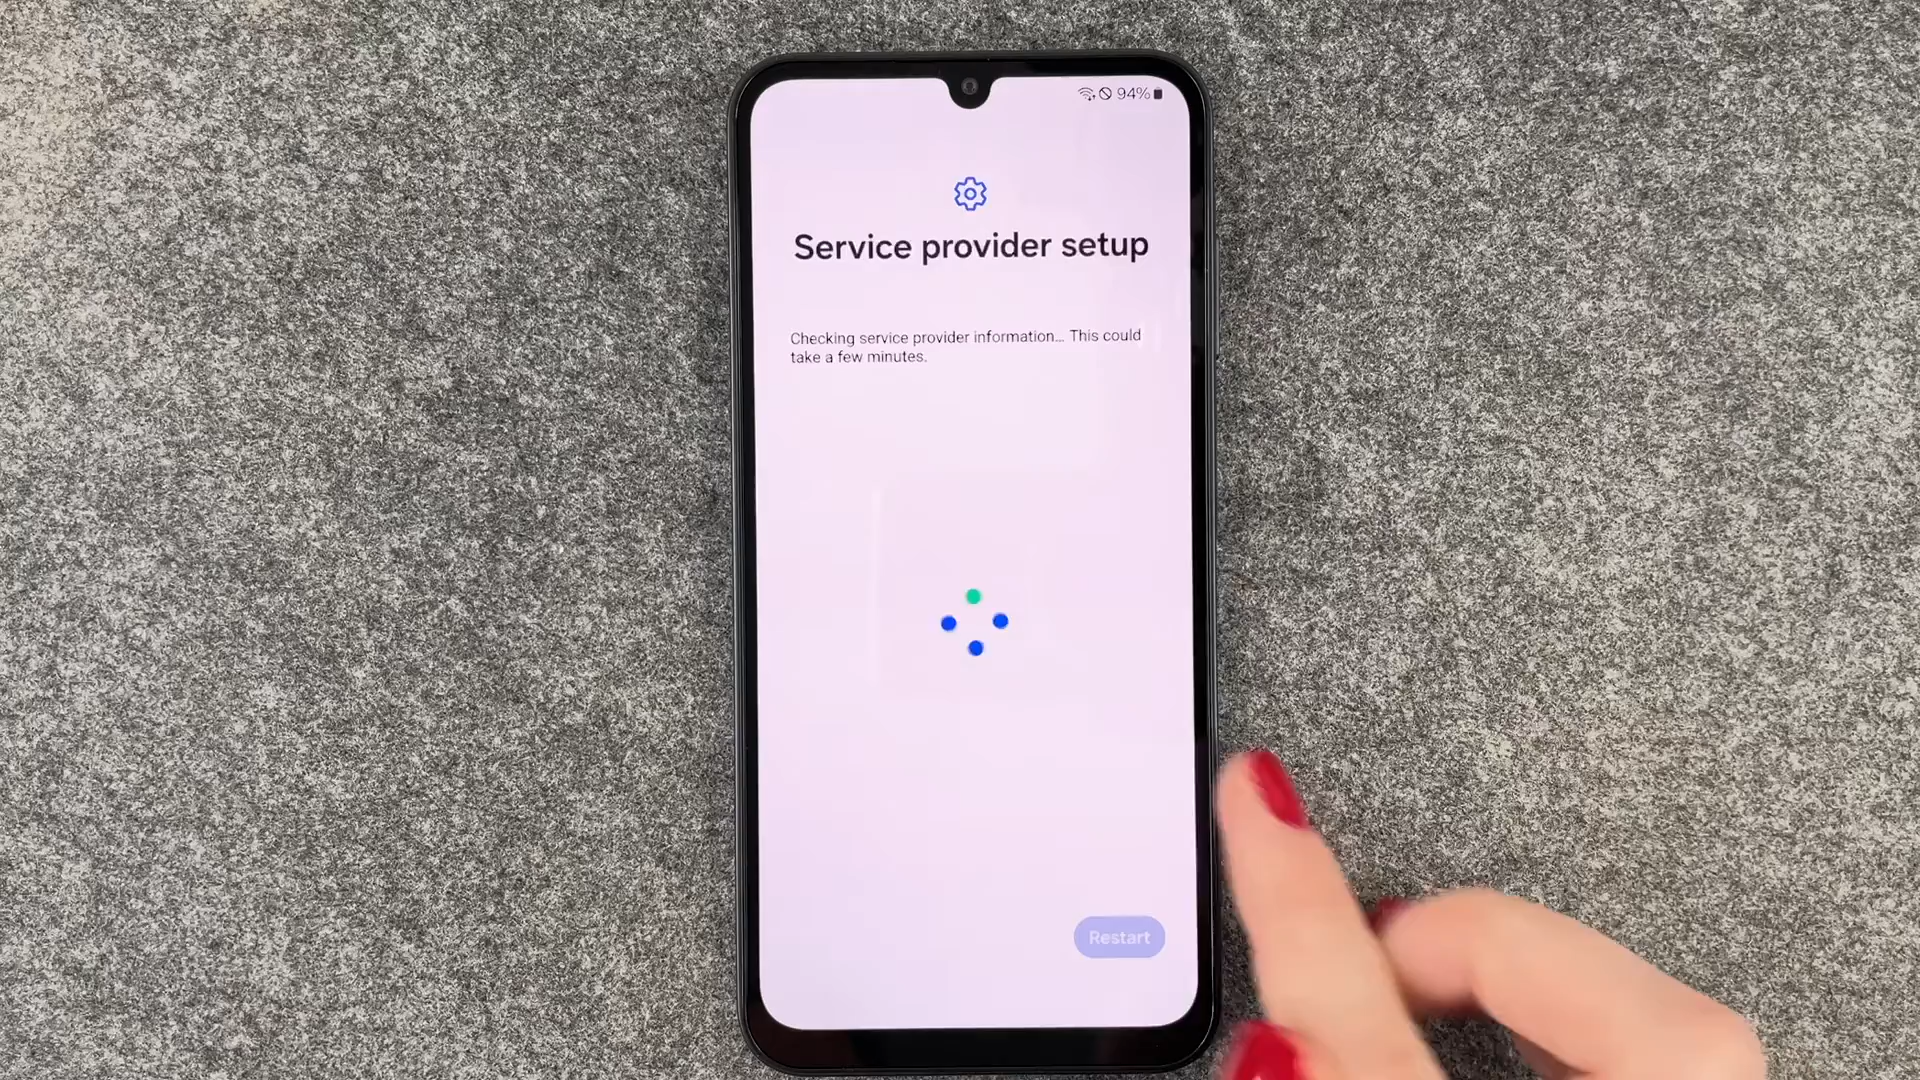 94%
Service provider setup
Checking service provider information... This could
take a few minutes.
Restart